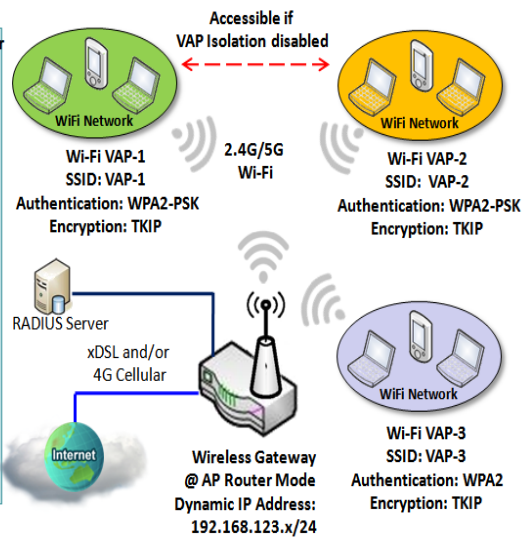 Accessible if
VAP Isolation disabled
r
WiFi Network
WiFi Network
Wi-Fi VAP-1
SSID: VAP-1
Authentication: WPA2-PSK
Encryption: TKIP
2.4G/5G
Wi-Fi
Wi-Fi VAP-2
SSID: VAP-2
Authentication: WPA2-PSK
Encryption: TKIP
RADIUS Server
xDSL and/or
4G Cellular
Internet
Wireless Gateway
@ AP Router Mode
Dynamic IP Address:
192.168.123.x/24
WiFi Network
Wi-Fi VAP-3
SSID: VAP-3
Authentication: WPA2
Encryption: TKIP